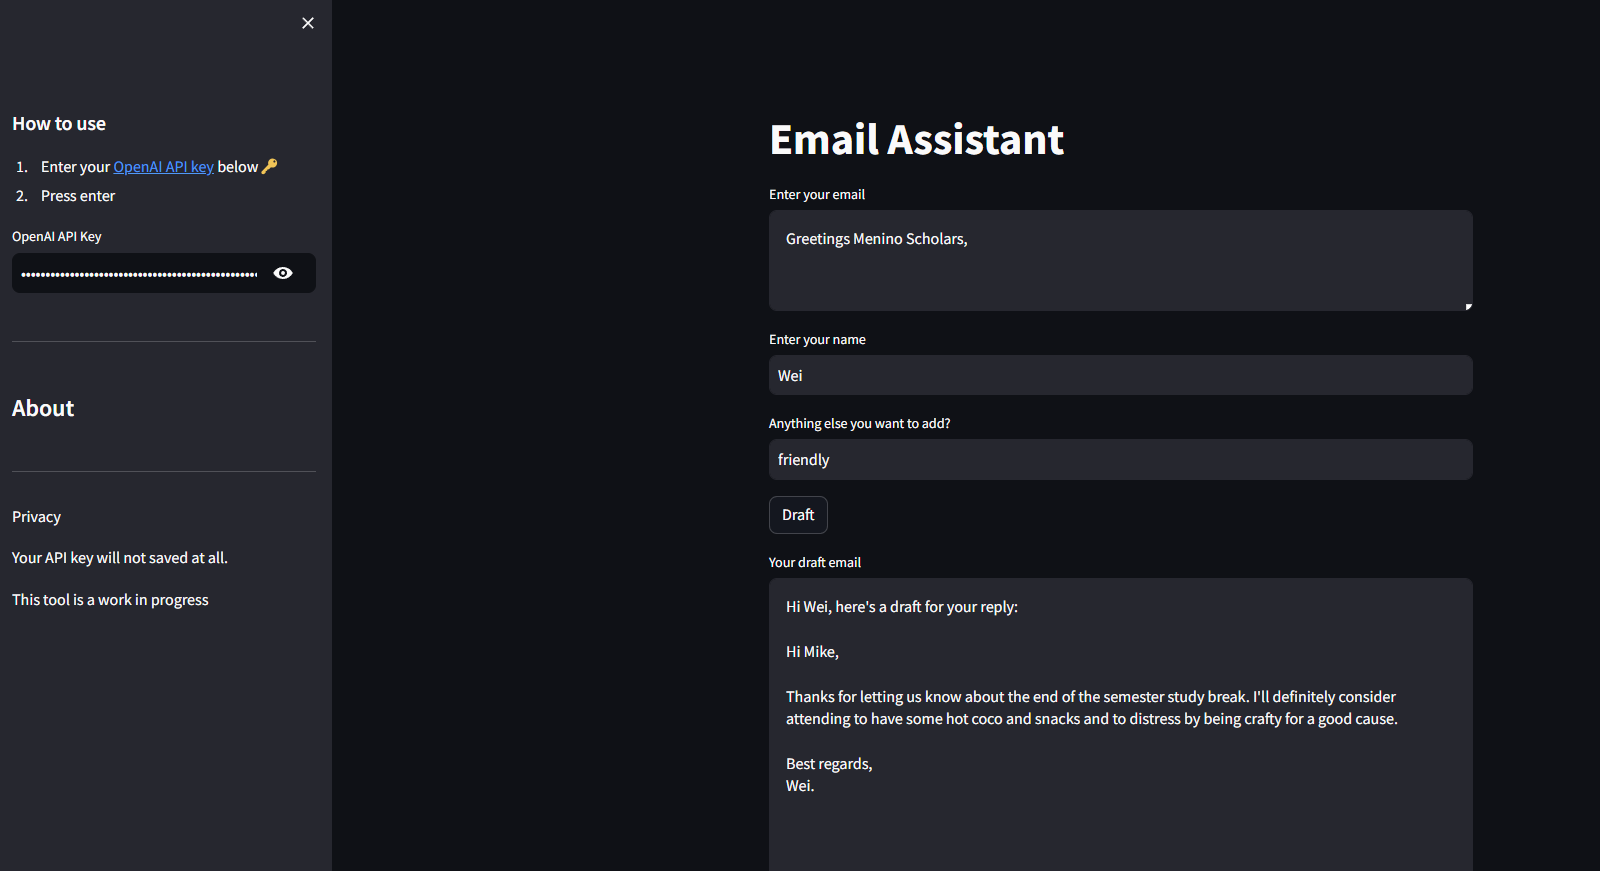 How to use
1. Enter your OpenAI API key below 🔑
2. Press enter
OpenAI API Key
About
Privacy
Your API key will not saved at all.
This tool is a work in progress
Email Assistant
Enter your email
Greetings Menino Scholars,
Enter your name
Wei
Anything else you want to add?
friendly
Draft
Your draft email
Hi Wei, here's a draft for your reply:
Hi Mike,
Thanks for letting us know about the end of the semester study break. I'll definitely consider
attending to have some hot coco and snacks and to distress by being crafty for a good cause.
Best regards,
Wei.